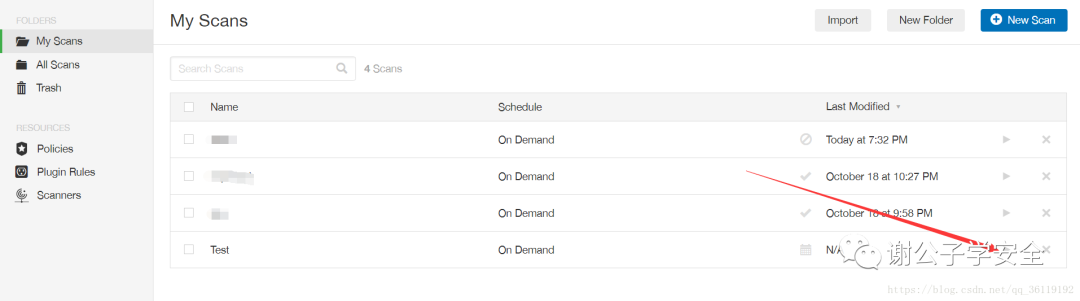 FOLDERS
My Scans
All Scans
Trash
RESOURCES
Policies
Plugin Rules
Scanners
My Scans
Import
New Folder
New Scan
Search Scans
4 Scans
Name Schedule Last Modified
On Demand Today at 7:32 PM
On Demand October 18 at 10:27 PM
On Demand October 18 at 9:58 PM
Test On Demand N/A
谢公子学安全
https://blog.csdn.net/qq_36119192